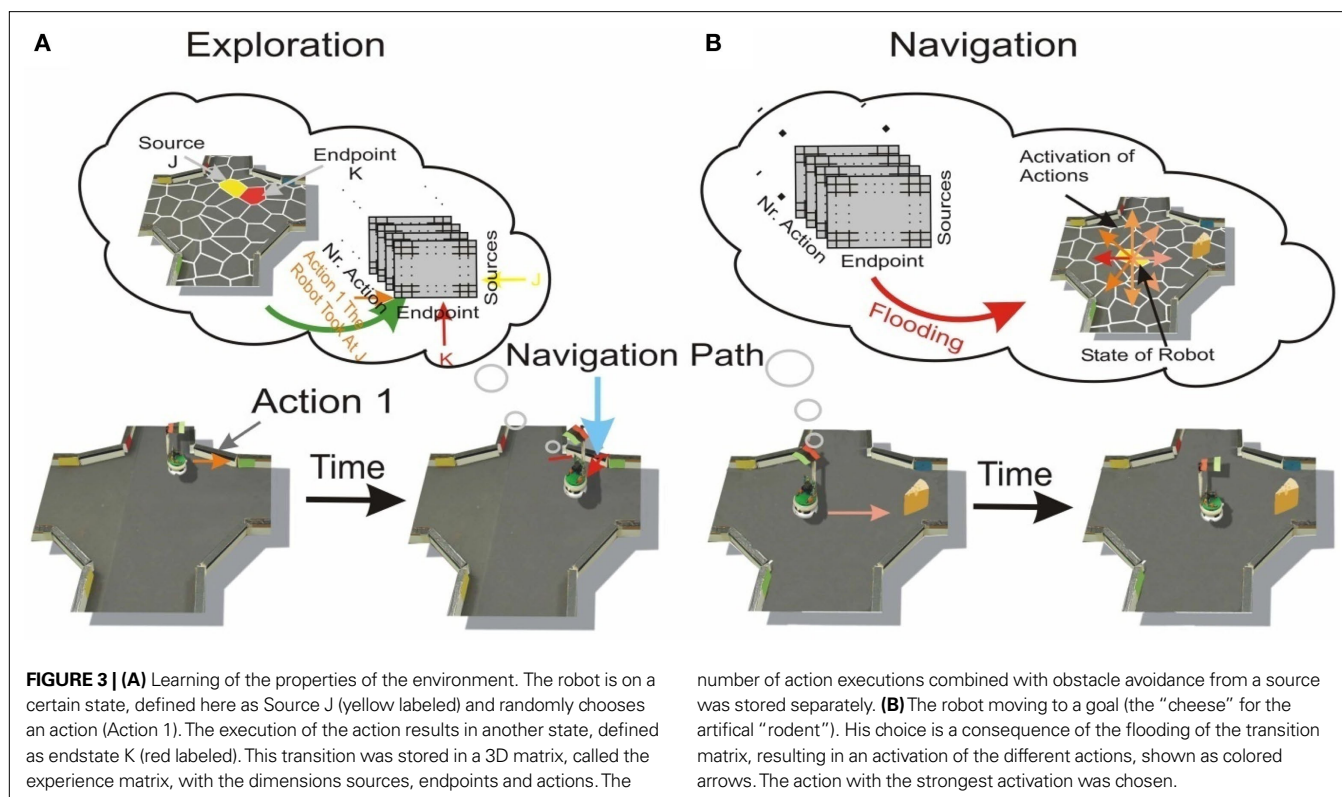 A
Exploration
Source
J
Endpoint
K
Nr. Action
Action 1 The
Robot Took At J
Endpoint
Sources
J
K
Action 1
Time
Navigation Path
B
Navigation
Nr. Action
Endpoint
Sources
Flooding
Activation of
Actions
State of Robot
Time
FIGURE 3 | (A) Learning of the properties of the environment. The robot is on a
certain state, defined here as Source J (yellow labeled) and randomly chooses
an action (Action 1). The execution of the action results in another state, defined
as endstate K (red labeled). This transition was stored in a 3D matrix, called the
experience matrix, with the dimensions sources, endpoints and actions. The
number of action executions combined with obstacle avoidance from a source
was stored separately. (B) The robot moving to a goal (the “cheese” for the
artifical “rodent”). His choice is a consequence of the flooding of the transition
matrix, resulting in an activation of the different actions, shown as colored
arrows. The action with the strongest activation was chosen.